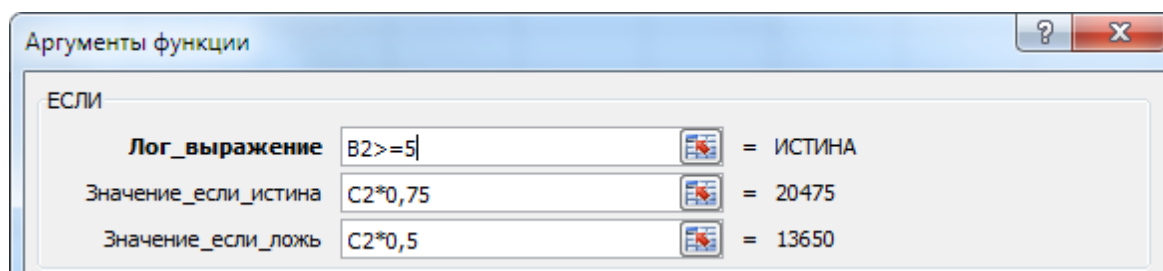 Аргументы функции
ЕСЛИ
Лог_выражение B2>=5 = ИСТИНА
Значение_если_истина C2*0,75 = 20475
Значение_если_ложь C2*0,5 = 13650